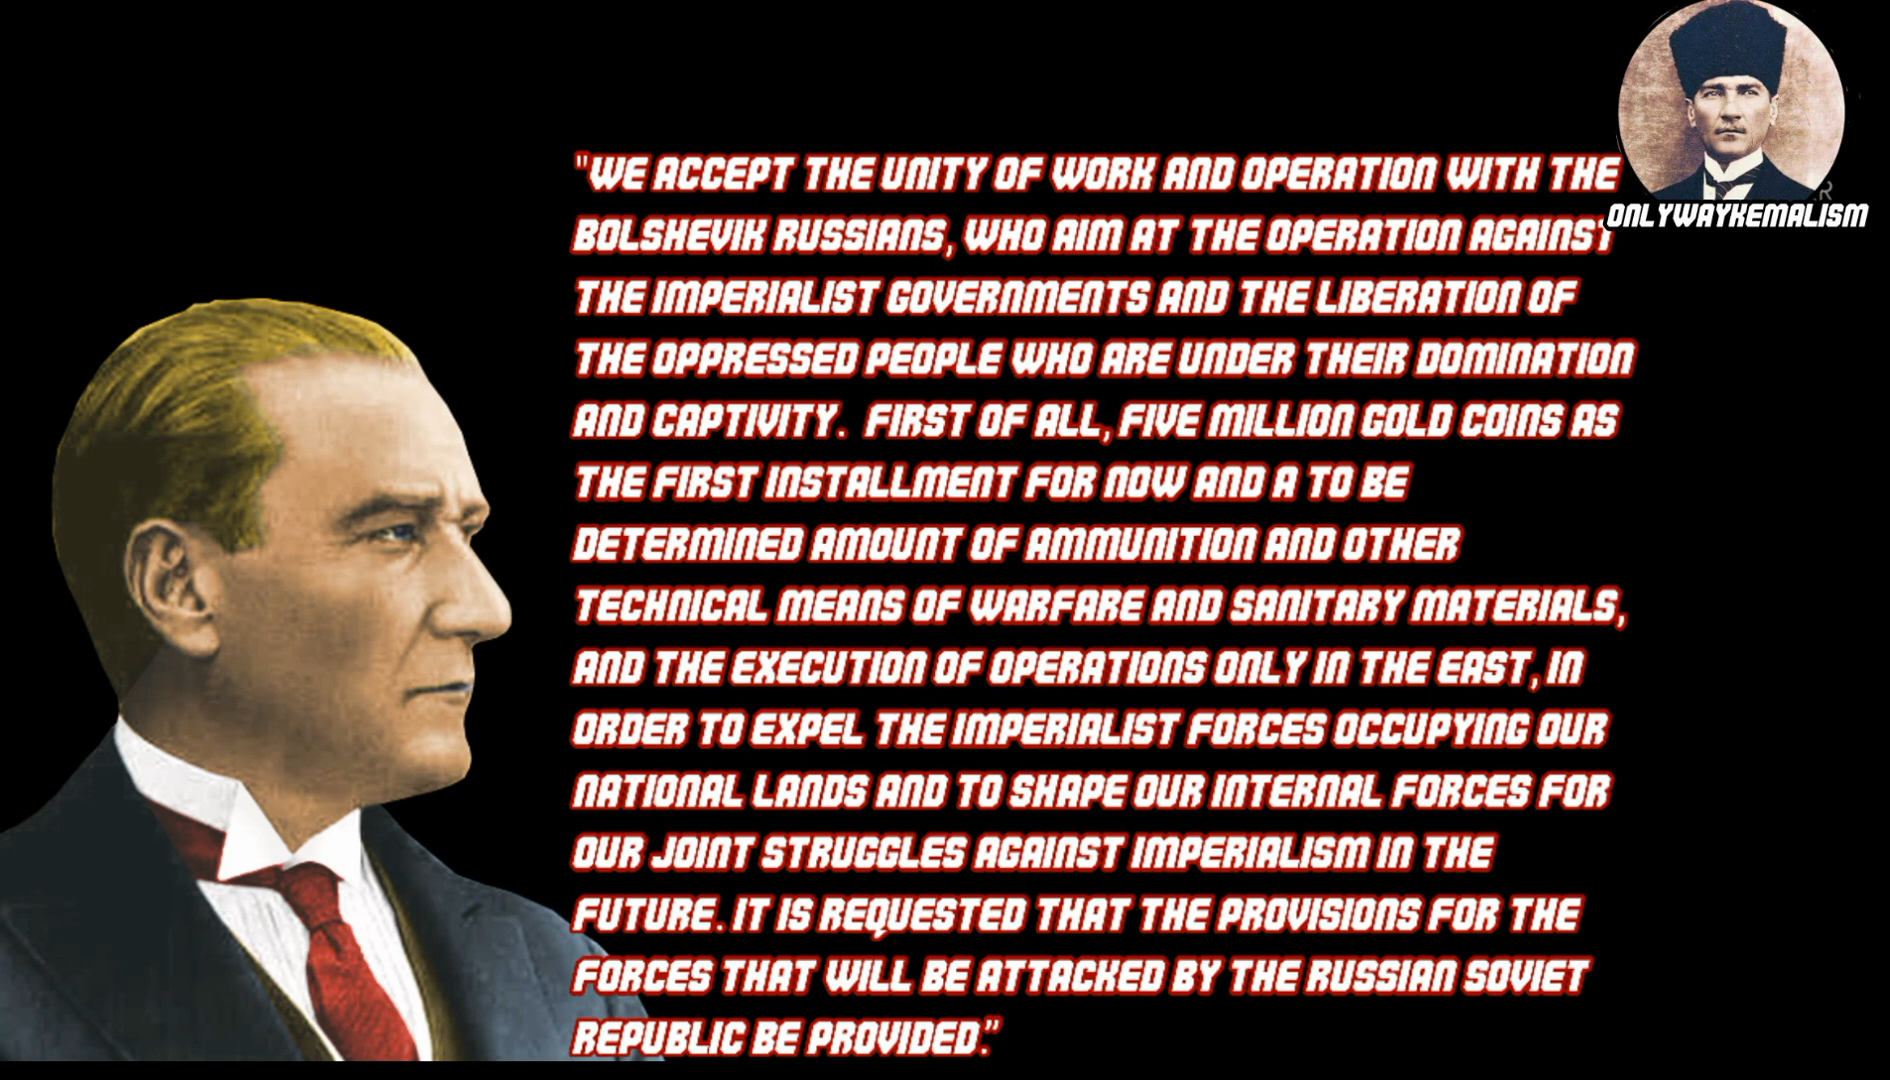 "WE ACCEPT THE UNITY OF WORK AND OPERATION WITH THE
BOLSHEVIK RUSSIANS, WHO AIM AT THE OPERATION AGAINST
THE IMPERIALIST GOVERNMENTS AND THE LIBERATION OF
THE OPPRESSED PEOPLE WHO ARE UNDER THEIR DOMINATION
AND CAPTIVITY. FIRST OF ALL, FIVE MILLION GOLD COINS AS
THE FIRST INSTALLMENT FOR NOW AND A TO BE
DETERMINED AMOUNT OF AMMUNITION AND OTHER
TECHNICAL MEANS OF WARFARE AND SANITARY MATERIALS,
AND THE EXECUTION OF OPERATIONS ONLY IN THE EAST, IN
ORDER TO EXPEL THE IMPERIALIST FORCES OCCUPYING OUR
NATIONAL LANDS AND TO SHAPE OUR INTERNAL FORCES FOR
OUR JOINT STRUGGLES AGAINST IMPERIALISM IN THE
FUTURE. IT IS REQUESTED THAT THE PROVISIONS FOR THE
FORCES THAT WILL BE ATTACKED BY THE RUSSIAN SOVIET
REPUBLIC BE PROVIDED."
ONLYWAYKEMALISM